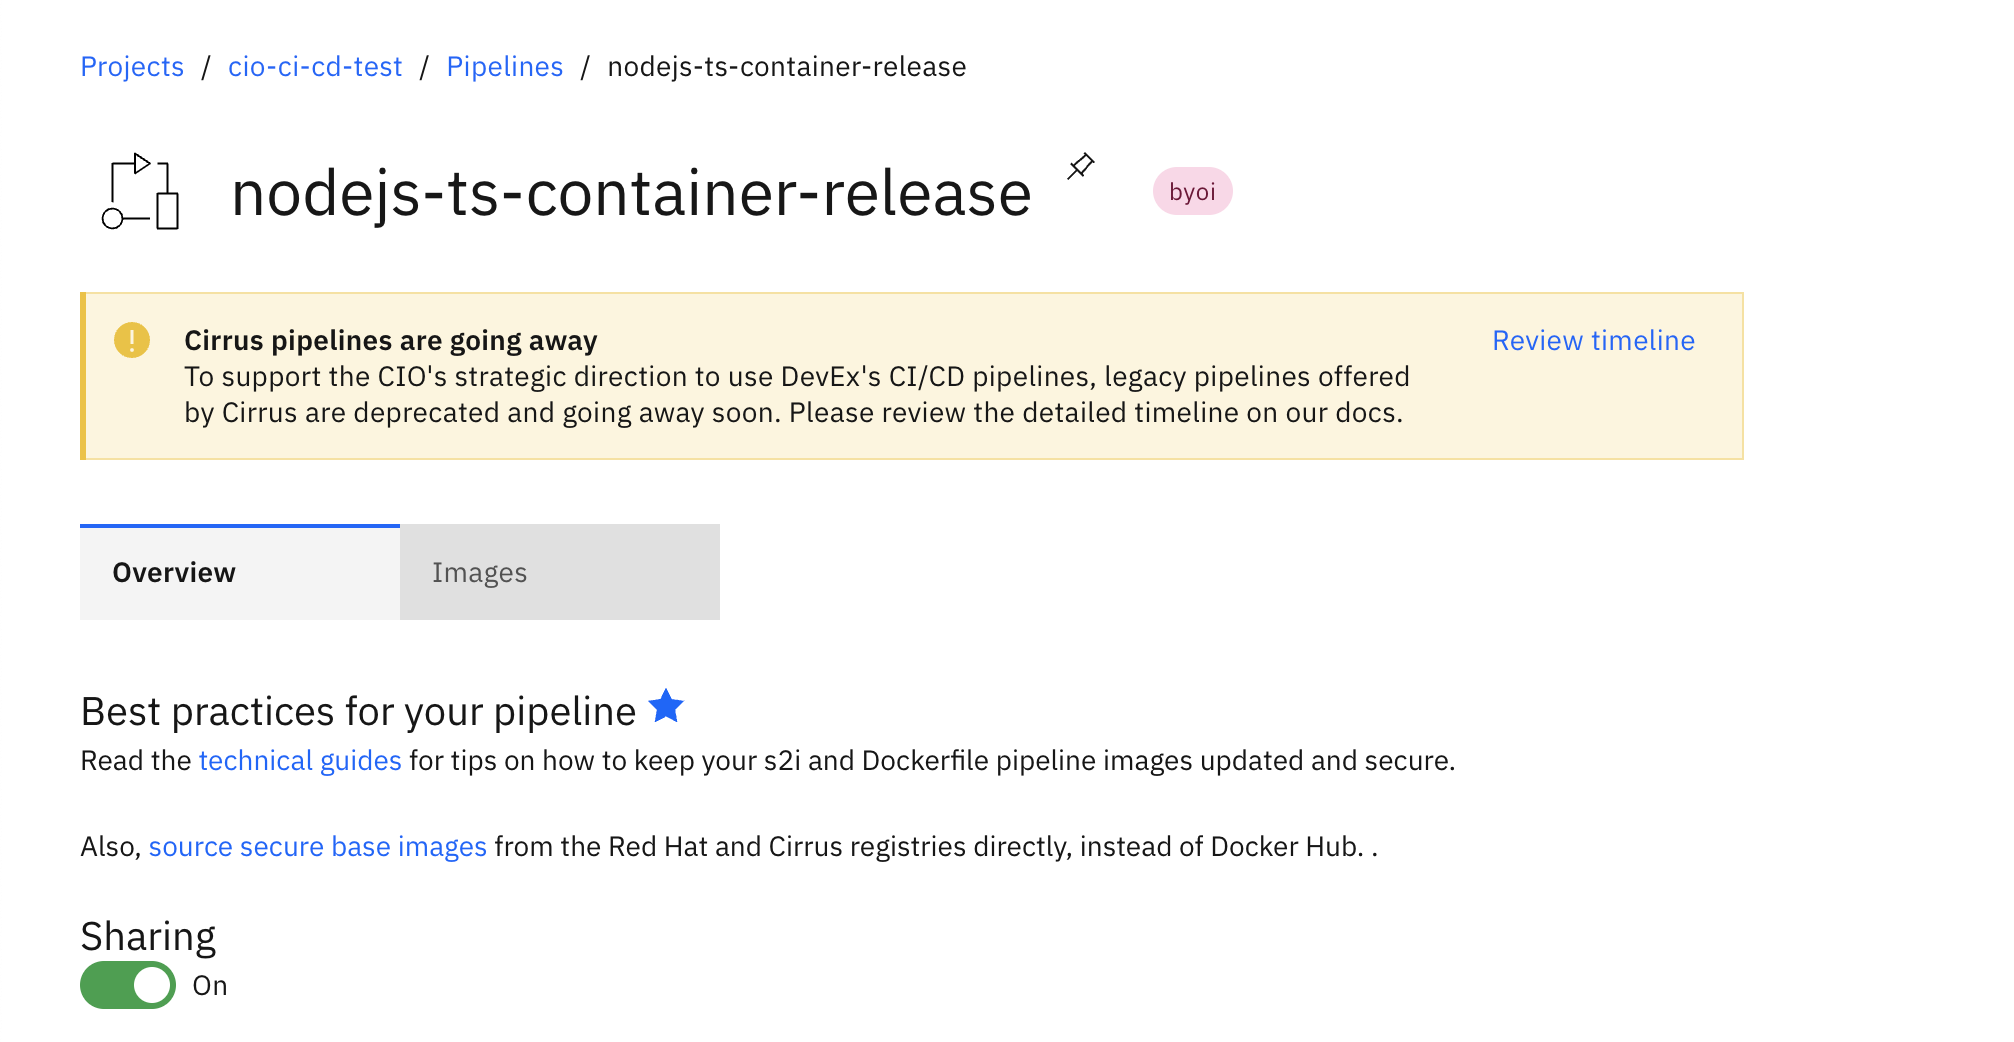 Projects / cio-ci-cd-test / Pipelines / nodejs-ts-container-release
nodejs-ts-container-release
byoi
Cirrus pipelines are going away
Review timeline
To support the CIO's strategic direction to use DevEx's CI/CD pipelines, legacy pipelines offered
by Cirrus are deprecated and going away soon. Please review the detailed timeline on our docs.
Overview
Images
Best practices for your pipeline
Read the technical guides for tips on how to keep your s2i and Dockerfile pipeline images updated and secure.
Also, source secure base images from the Red Hat and Cirrus registries directly, instead of Docker Hub. .
Sharing
On